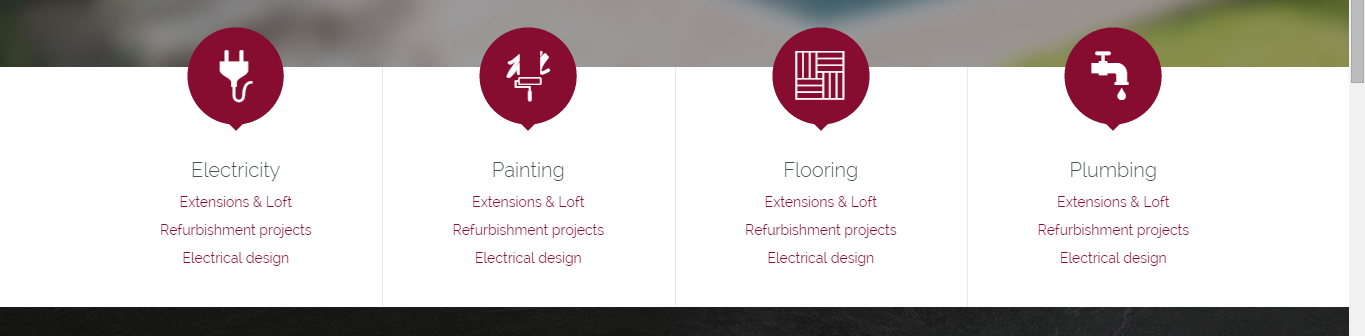 Electricity
Extensions & Loft
Refurbishment projects
Electrical design
Painting
Extensions & Loft
Refurbishment projects
Electrical design
Flooring
Extensions & Loft
Refurbishment projects
Electrical design
Plumbing
Extensions & Loft
Refurbishment projects
Electrical design